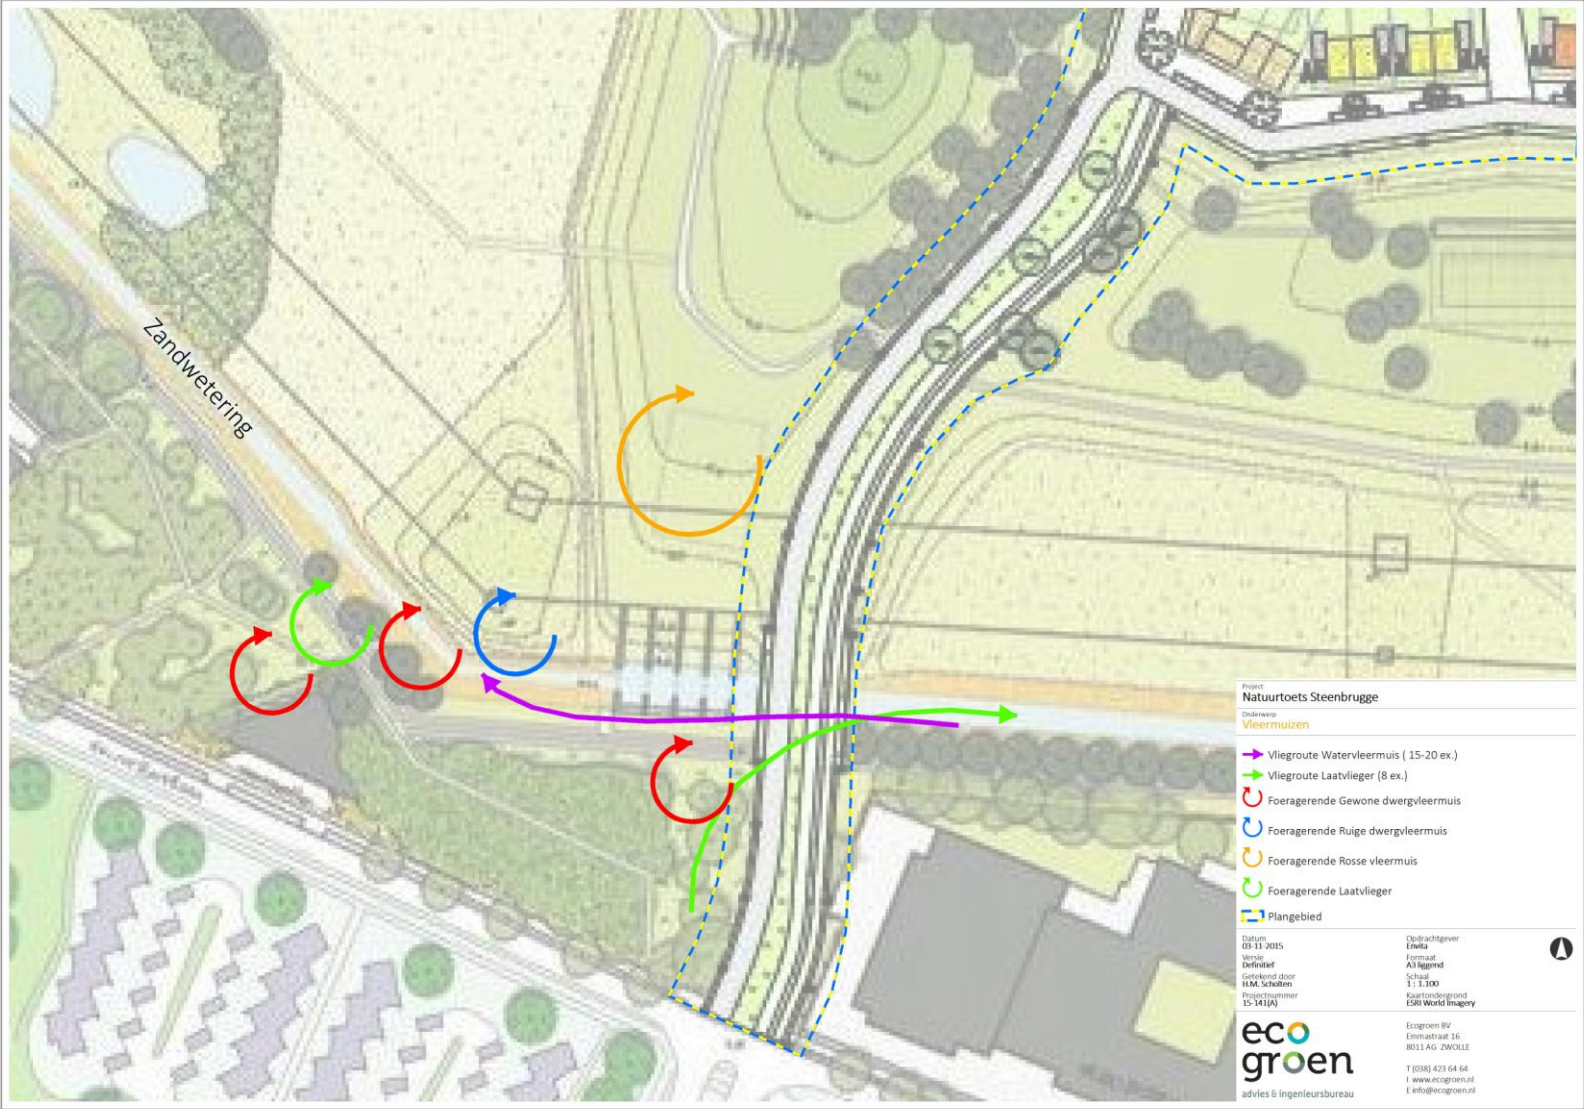 Zandwetering
Project
Natuurtoets Steenbrugge
Onderwerp
Vleermuizen
Vliegroute Watervleermuis ( 15-20 ex.)
Vliegroute Laatvlieger (8 ex.)
Foeragerende Gewone dwergvleermuis
Foeragerende Ruige dwergvleermuis
Foeragerende Rosse vleermuis
Foeragerende Laatvlieger
Plangebied
Datum
03-11-2015
Versie
Definitief
Getekend door
H.M. Scholten
Projectnummer
15-141(A)
Opdrachtgever
Envita
Formaat
A3 liggend
Schaal
1 : 1.100
Kaartondergrond
ESRI World Imagery
eco
groen
advies & ingenieursbureau
Ecogroen BV
Emmastraat 16
8011 AG ZWOLLE
T (038) 423 64 64
I www.ecogroen.nl
E info@ecogroen.nl